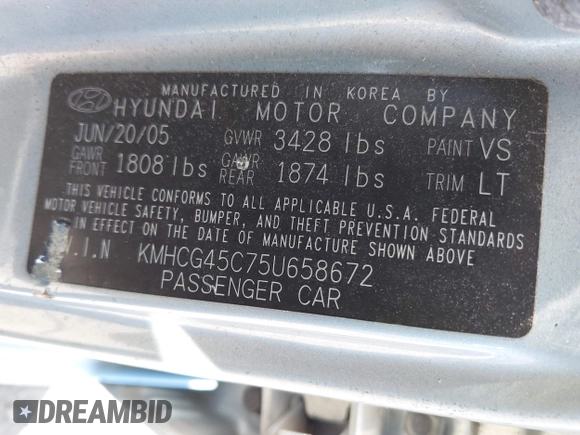 MANUFACTURED IN KOREA BY
HYUNDAI MOTOR COMPANY
JUN/20/05 GVWR 3428 lbs PAINT VS
GAWR FRONT 1808 lbs GAWR REAR 1874 lbs TRIM LT
THIS VEHICLE CONFORMS TO ALL APPLICABLE U.S.A. FEDERAL
MOTOR VEHICLE SAFETY, BUMPER, AND THEFT PREVENTION STANDARDS
IN EFFECT ON THE DATE OF MANUFACTURE SHOWN ABOVE
V.I.N KMHCG45C75U658672
PASSENGER CAR
DREAMBID